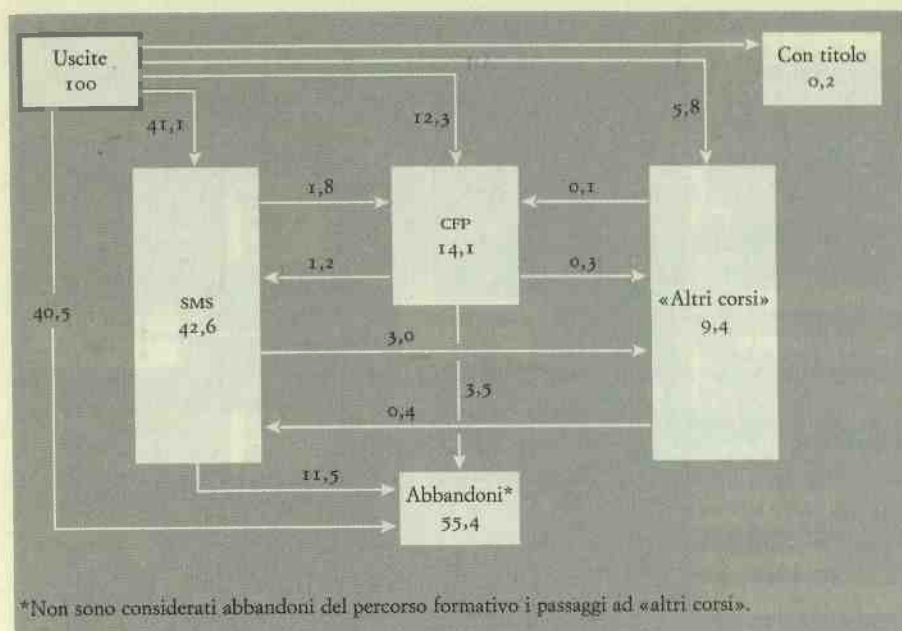 Uscite
100
Con titolo
0,2
41,1
12,3
5,8
1,8
0,1
CFP
14,1
1,2
0,3
SMS
42,6
«Altri corsi»
9,4
40,5
3,0
3,5
0,4
11,5
Abbandoni*
55,4
*Non sono considerati abbandoni del percorso formativo i passaggi ad «altri corsi».